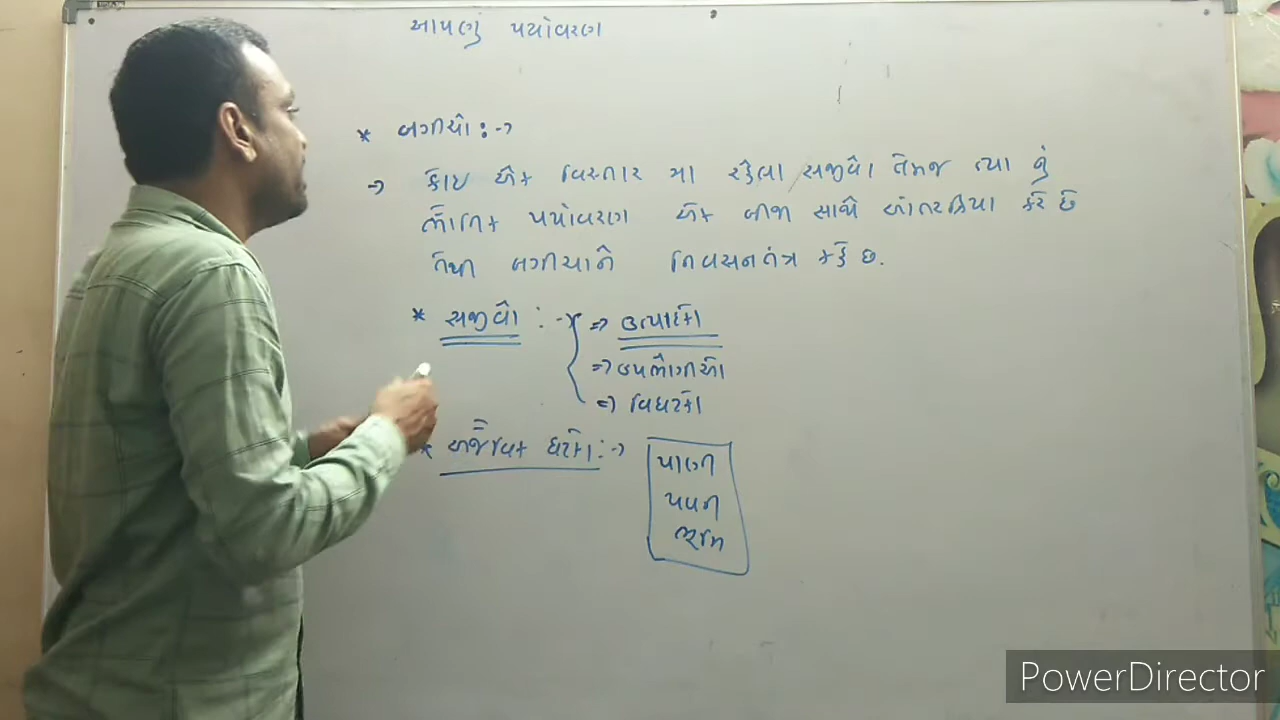 આપણું પર્યાવરણ
* બગીચો :->
-> કોઇ એક વિસ્તાર મા રહેલા સજીવો તેમજ ત્યા નું
ભૌતિક પર્યાવરણ એક બીજા સાથે આંતરક્રિયા કરે છે
તેથી બગીચાને નિવસનતંત્ર કહે છે.
* સજીવો : -> { => ઉત્પાદકો
=> ઉપભોગીઓ
=> વિઘટકો
* અજૈવિક ઘટકો :->
પાણી
પવન
ભૂમિ
PowerDirector